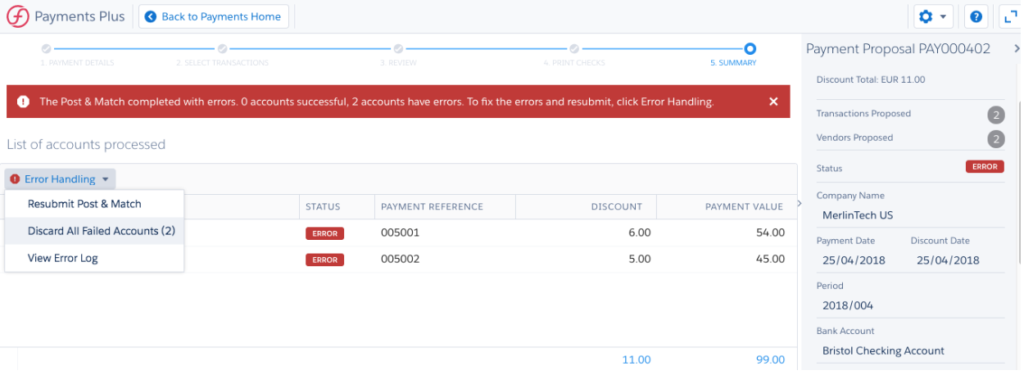 Payments Plus
Back to Payments Home
1. PAYMENT DETAILS 2. SELECT TRANSACTIONS 3. REVIEW 4. PRINT CHECKS 5. SUMMARY
The Post & Match completed with errors. 0 accounts successful, 2 accounts have errors. To fix the errors and resubmit, click Error Handling.
List of accounts processed
Error Handling
Resubmit Post & Match
Discard All Failed Accounts (2)
View Error Log
STATUS PAYMENT REFERENCE DISCOUNT PAYMENT VALUE
ERROR 005001 6.00 54.00
ERROR 005002 5.00 45.00
11.00 99.00
Payment Proposal PAY000402
Discount Total: EUR 11.00
Transactions Proposed 2
Vendors Proposed 2
Status ERROR
Company Name
MerlinTech US
Payment Date Discount Date
25/04/2018 25/04/2018
Period
2018/004
Bank Account
Bristol Checking Account